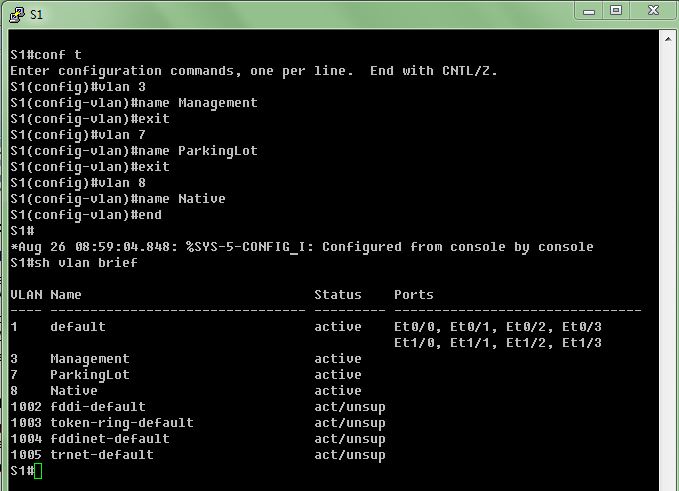 S1
S1#conf t
Enter configuration commands, one per line.  End with CNTL/Z.
S1(config)#vlan 3
S1(config-vlan)#name Management
S1(config-vlan)#exit
S1(config)#vlan 7
S1(config-vlan)#name ParkingLot
S1(config-vlan)#exit
S1(config)#vlan 8
S1(config-vlan)#name Native
S1(config-vlan)#end
S1#
*Aug 26 08:59:04.848: %SYS-5-CONFIG_I: Configured from console by console
S1#sh vlan brief
VLAN Name                             Status    Ports
---- -------------------------------- --------- -------------------------------
1    default                          active    Et0/0, Et0/1, Et0/2, Et0/3
                                                Et1/0, Et1/1, Et1/2, Et1/3
3    Management                       active
7    ParkingLot                       active
8    Native                           active
1002 fddi-default                     act/unsup
1003 token-ring-default               act/unsup
1004 fddinet-default                  act/unsup
1005 trnet-default                    act/unsup
S1#